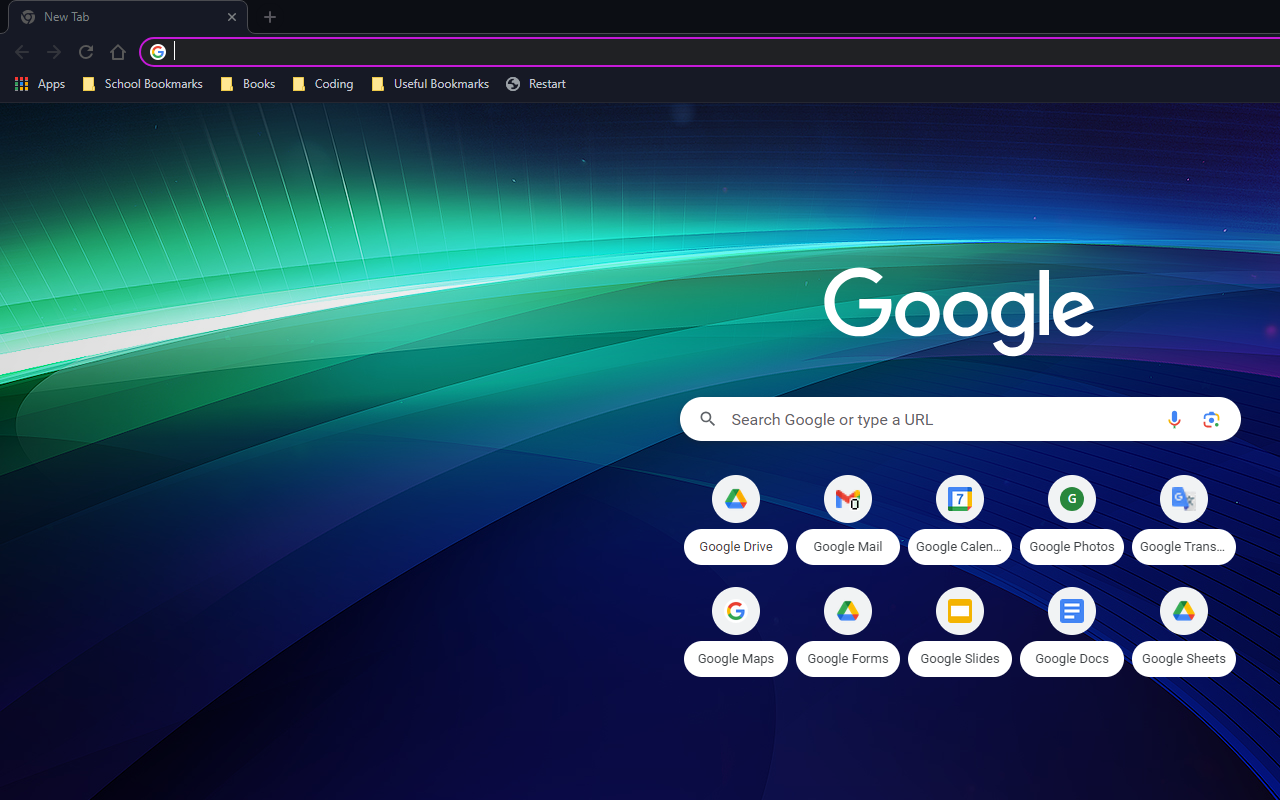 New Tab
Apps School Bookmarks Books Coding Useful Bookmarks Restart
Google
Search Google or type a URL
Google Drive Google Mail Google Calen... Google Photos Google Trans...
Google Maps Google Forms Google Slides Google Docs Google Sheets